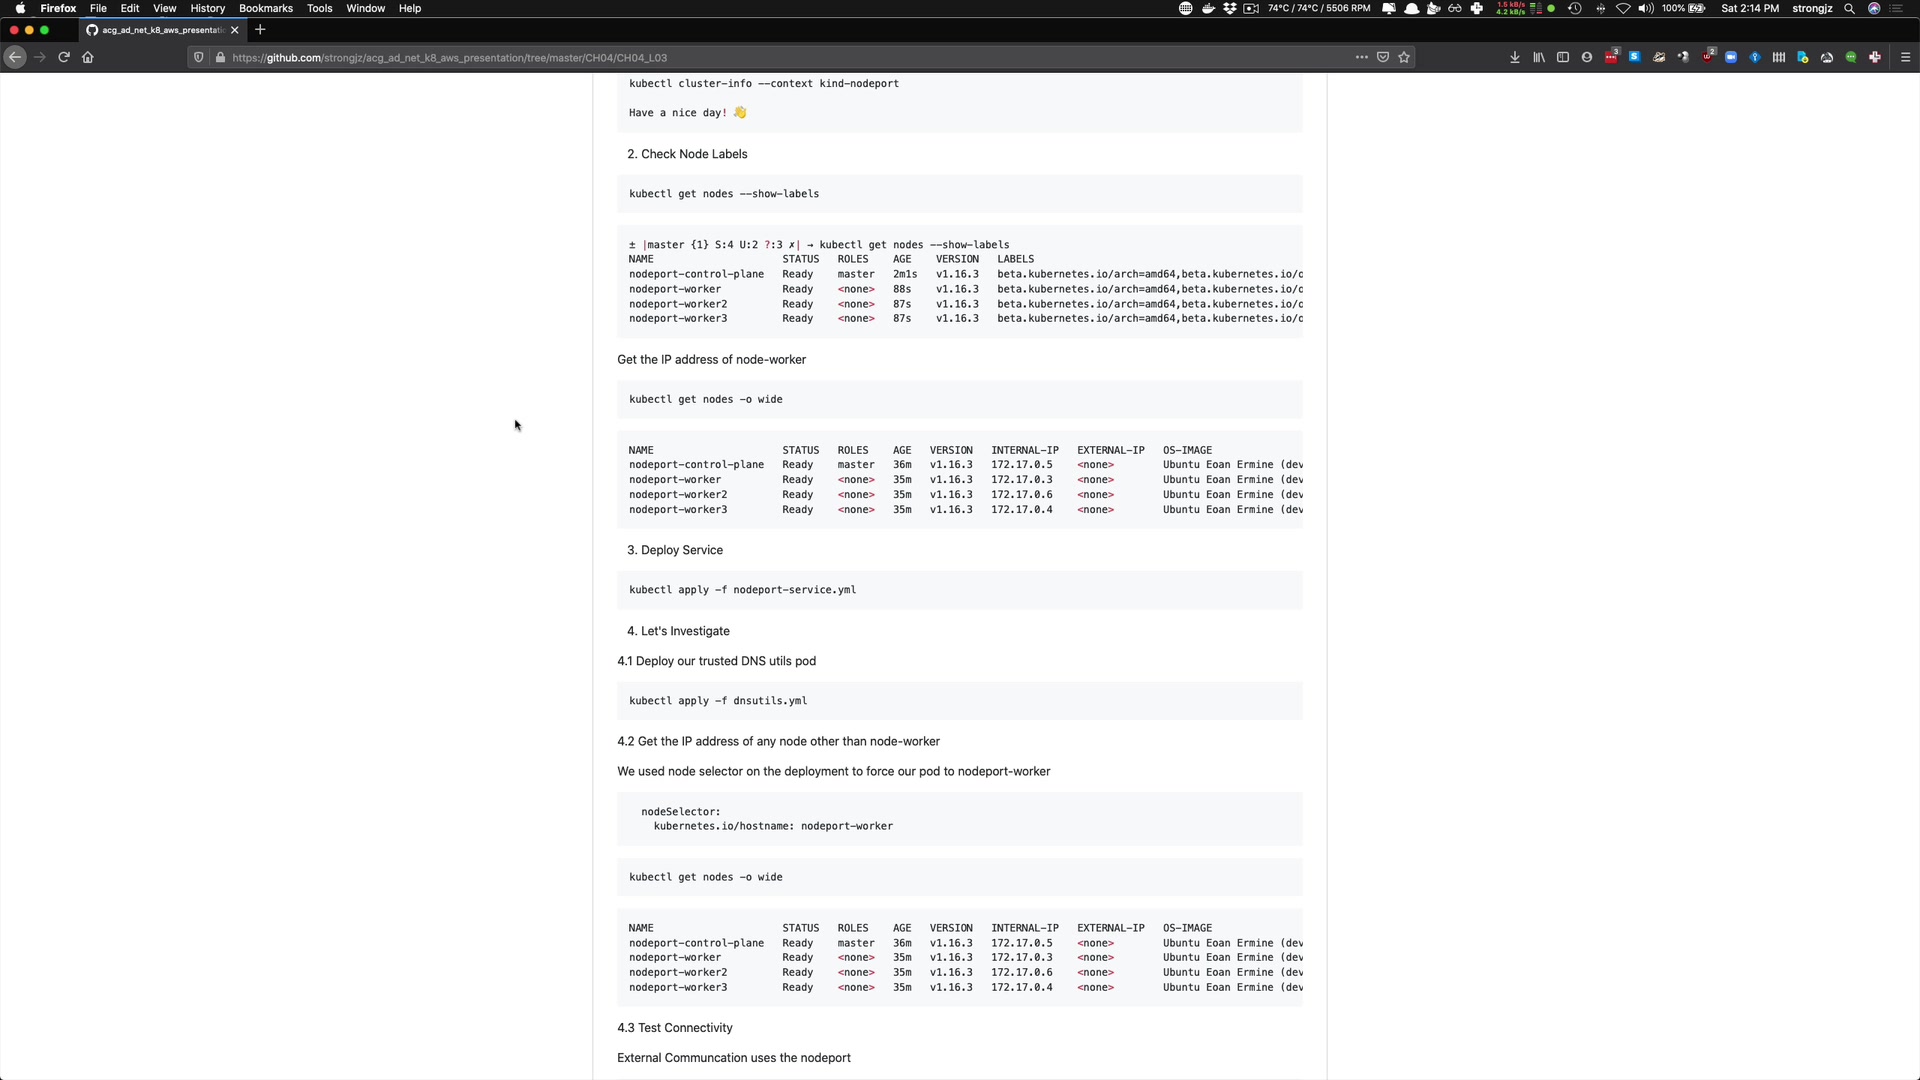 Firefox File Edit View History Bookmarks Tools Window Help 1.5 kB/s 4.2 kB/s 74°C / 74°C / 5506 RPM 100% Sat 2:14 PM strongjz
acg_ad_net_k8_aws_presentati
https://github.com/strongjz/acg_ad_net_k8_aws_presentation/tree/master/CH04/CH04_L03
kubectl cluster-info --context kind-nodeport
Have a nice day! 👋
2. Check Node Labels
kubectl get nodes --show-labels
± |master {1} S:4 U:2 ?:3 ✗| → kubectl get nodes --show-labels
NAME STATUS ROLES AGE VERSION LABELS
nodeport-control-plane Ready master 2m1s v1.16.3 beta.kubernetes.io/arch=amd64,beta.kubernetes.io/o
nodeport-worker Ready <none> 88s v1.16.3 beta.kubernetes.io/arch=amd64,beta.kubernetes.io/o
nodeport-worker2 Ready <none> 87s v1.16.3 beta.kubernetes.io/arch=amd64,beta.kubernetes.io/o
nodeport-worker3 Ready <none> 87s v1.16.3 beta.kubernetes.io/arch=amd64,beta.kubernetes.io/o
Get the IP address of node-worker
kubectl get nodes -o wide
NAME STATUS ROLES AGE VERSION INTERNAL-IP EXTERNAL-IP OS-IMAGE
nodeport-control-plane Ready master 36m v1.16.3 172.17.0.5 <none> Ubuntu Eoan Ermine (dev
nodeport-worker Ready <none> 35m v1.16.3 172.17.0.3 <none> Ubuntu Eoan Ermine (dev
nodeport-worker2 Ready <none> 35m v1.16.3 172.17.0.6 <none> Ubuntu Eoan Ermine (dev
nodeport-worker3 Ready <none> 35m v1.16.3 172.17.0.4 <none> Ubuntu Eoan Ermine (dev
3. Deploy Service
kubectl apply -f nodeport-service.yml
4. Let's Investigate
4.1 Deploy our trusted DNS utils pod
kubectl apply -f dnsutils.yml
4.2 Get the IP address of any node other than node-worker
We used node selector on the deployment to force our pod to nodeport-worker
nodeSelector:
kubernetes.io/hostname: nodeport-worker
kubectl get nodes -o wide
NAME STATUS ROLES AGE VERSION INTERNAL-IP EXTERNAL-IP OS-IMAGE
nodeport-control-plane Ready master 36m v1.16.3 172.17.0.5 <none> Ubuntu Eoan Ermine (dev
nodeport-worker Ready <none> 35m v1.16.3 172.17.0.3 <none> Ubuntu Eoan Ermine (dev
nodeport-worker2 Ready <none> 35m v1.16.3 172.17.0.6 <none> Ubuntu Eoan Ermine (dev
nodeport-worker3 Ready <none> 35m v1.16.3 172.17.0.4 <none> Ubuntu Eoan Ermine (dev
4.3 Test Connectivity
External Communcation uses the nodeport